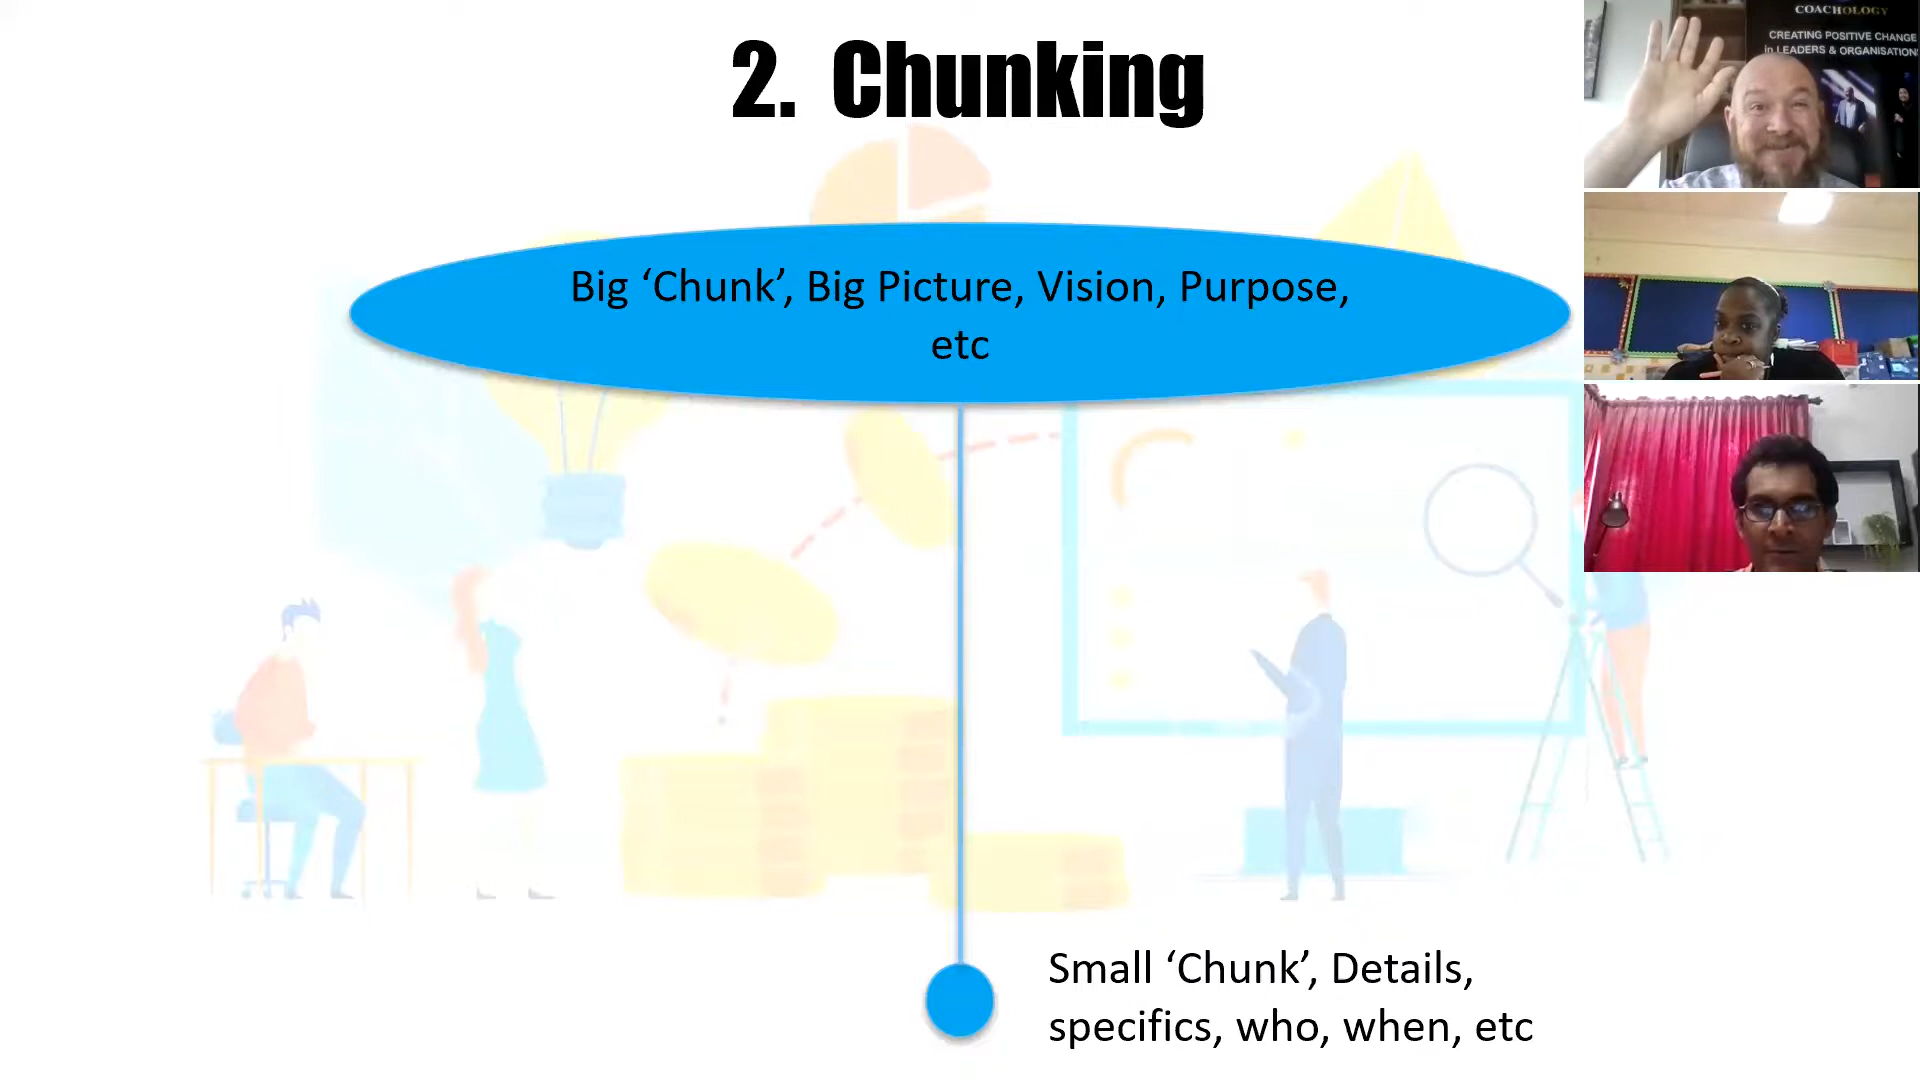 2. Chunking
Big ‘Chunk’, Big Picture, Vision, Purpose,
etc
Small ‘Chunk’, Details,
specifics, who, when, etc
COACHOLOGY
CREATING POSITIVE CHANGE
in LEADERS & ORGANISATION